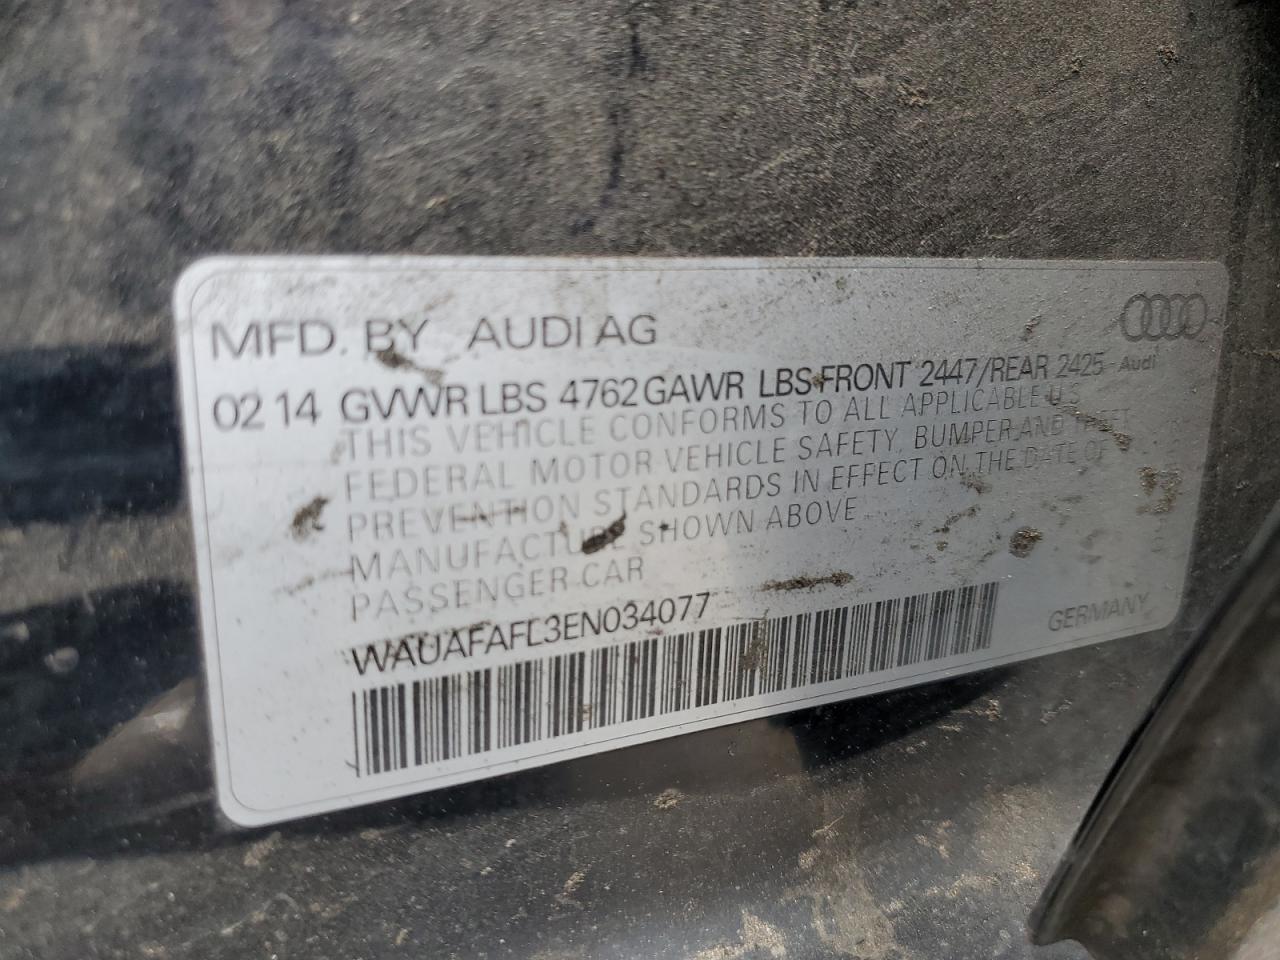 MFD. BY AUDI AG
02 14 GVWR LBS 4762 GAWR LBS FRONT 2447/REAR 2425 - Audi
THIS VEHICLE CONFORMS TO ALL APPLICABLE U.S
FEDERAL MOTOR VEHICLE SAFETY, BUMPER AND THEFT
PREVENTION STANDARDS IN EFFECT ON THE DATE OF
MANUFACTURE SHOWN ABOVE
PASSENGER CAR
WAUAFAFL3EN034077
GERMANY